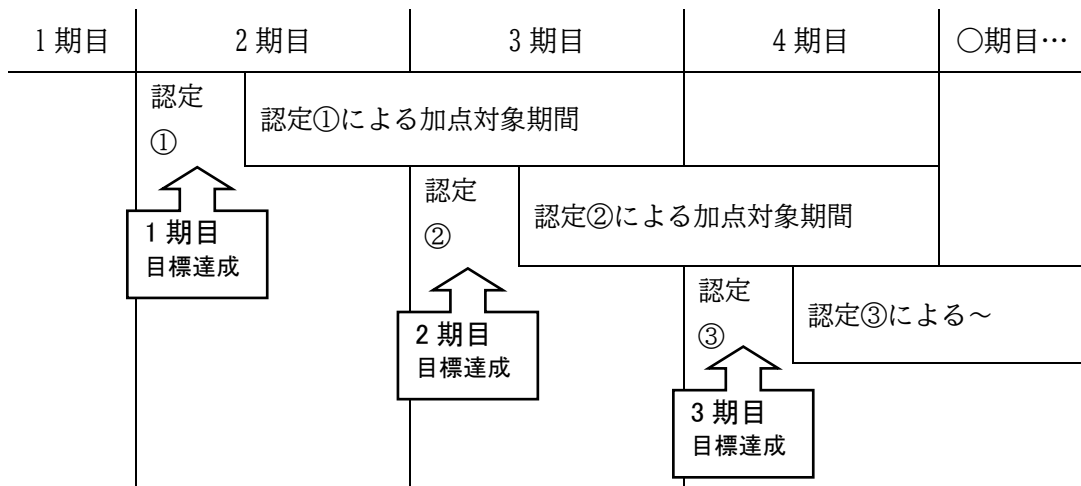 1期目 2期目 3期目 4期目 ○期目…
認定
①
認定①による加点対象期間
1期目
目標達成
認定
②
認定②による加点対象期間
2期目
目標達成
認定
③
認定③による～
3期目
目標達成